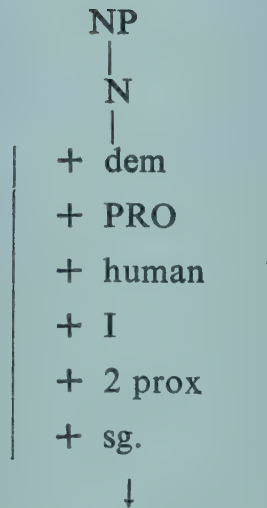 NP
N
+ dem
+ PRO
+ human
+ I
+ 2 prox
+ sg.